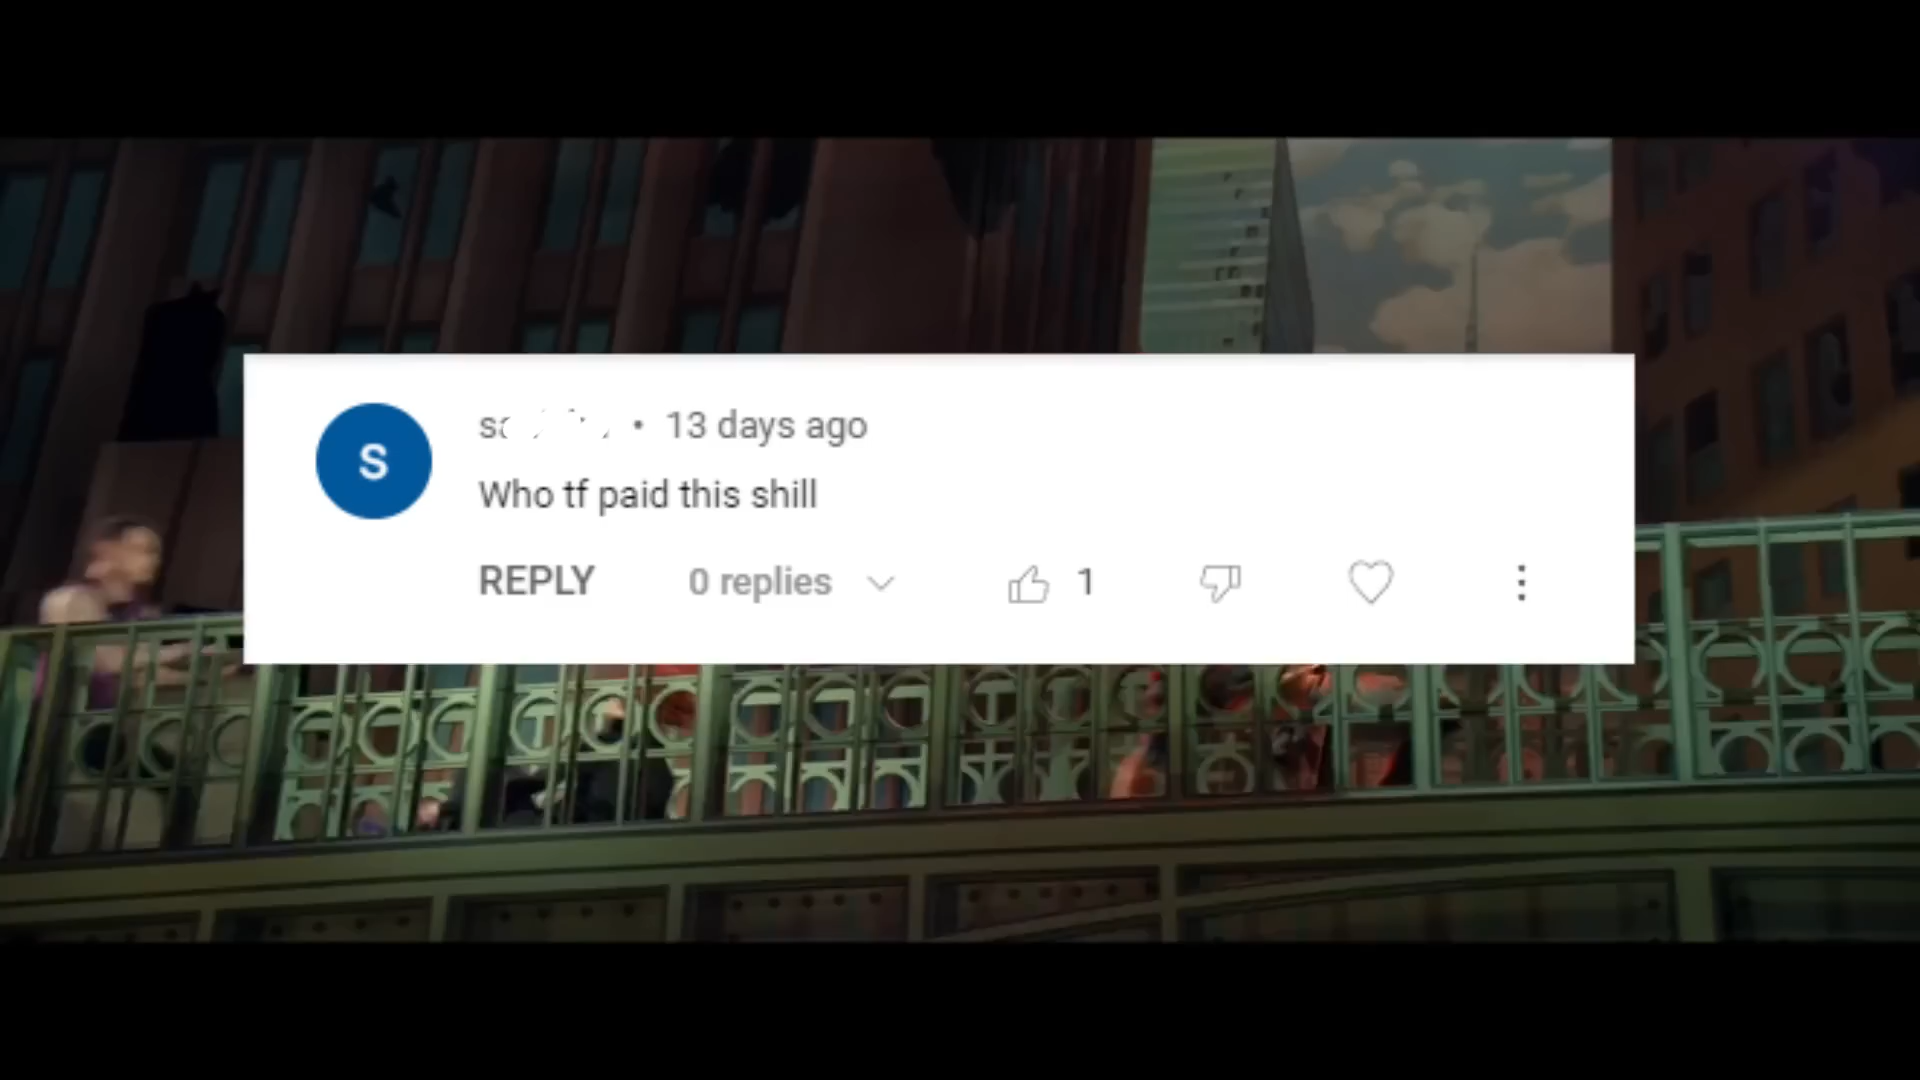 S
• 13 days ago
Who tf paid this shill
REPLY 0 replies 1